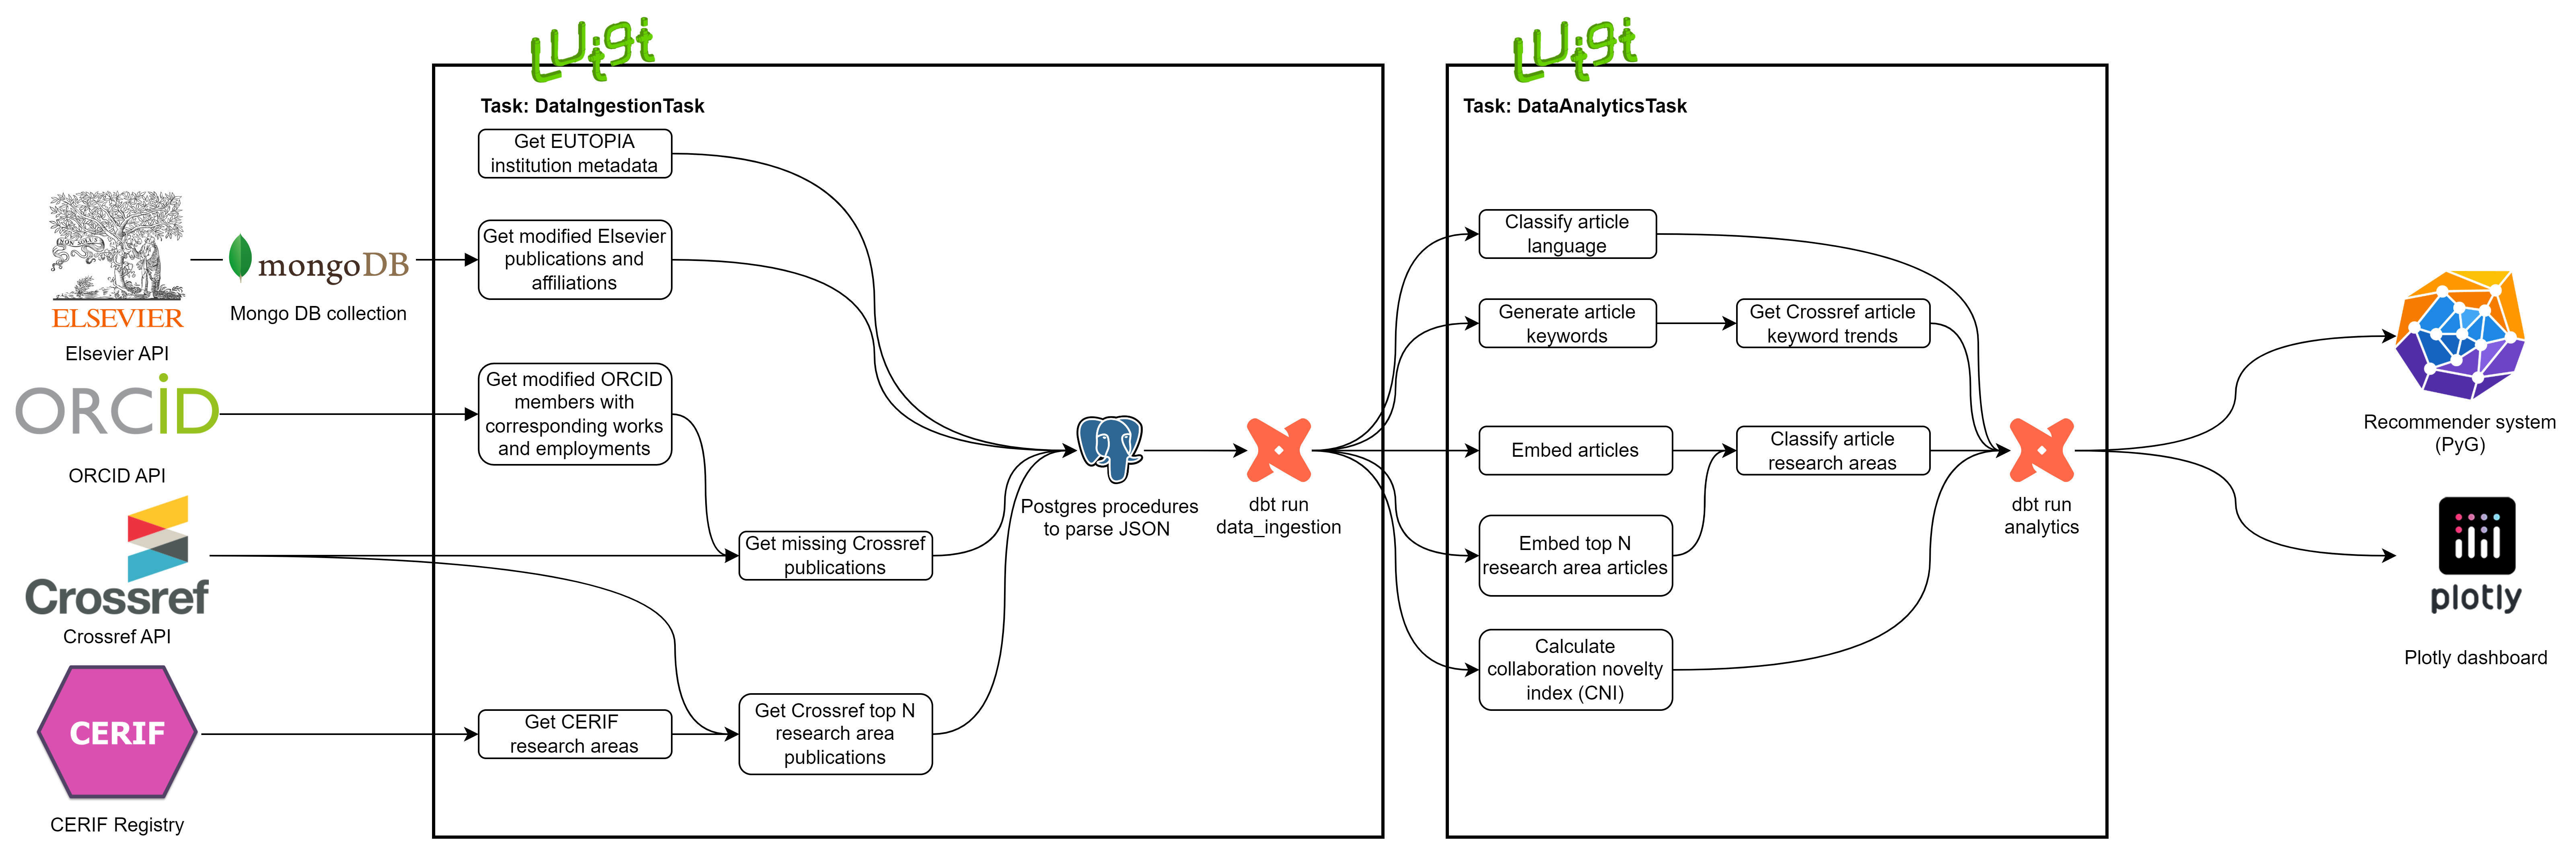 ELSEVIER
Elsevier API
mongoDB
Mongo DB collection
ORCiD
ORCID API
Crossref
Crossref API
CERIF
CERIF Registry
Luigi
Task: DataIngestionTask
Get EUTOPIA
institution metadata
Get modified Elsevier
publications and
affiliations
Get modified ORCID
members with
corresponding works
and employments
Get missing Crossref
publications
Get CERIF
research areas
Get Crossref top N
research area
publications
Postgres procedures
to parse JSON
dbt run
data_ingestion
Luigi
Task: DataAnalyticsTask
Classify article
language
Generate article
keywords
Get Crossref article
keyword trends
Embed articles
Classify article
research areas
Embed top N
research area articles
Calculate
collaboration novelty
index (CNI)
dbt run
analytics
Recommender system
(PyG)
plotly
Plotly dashboard